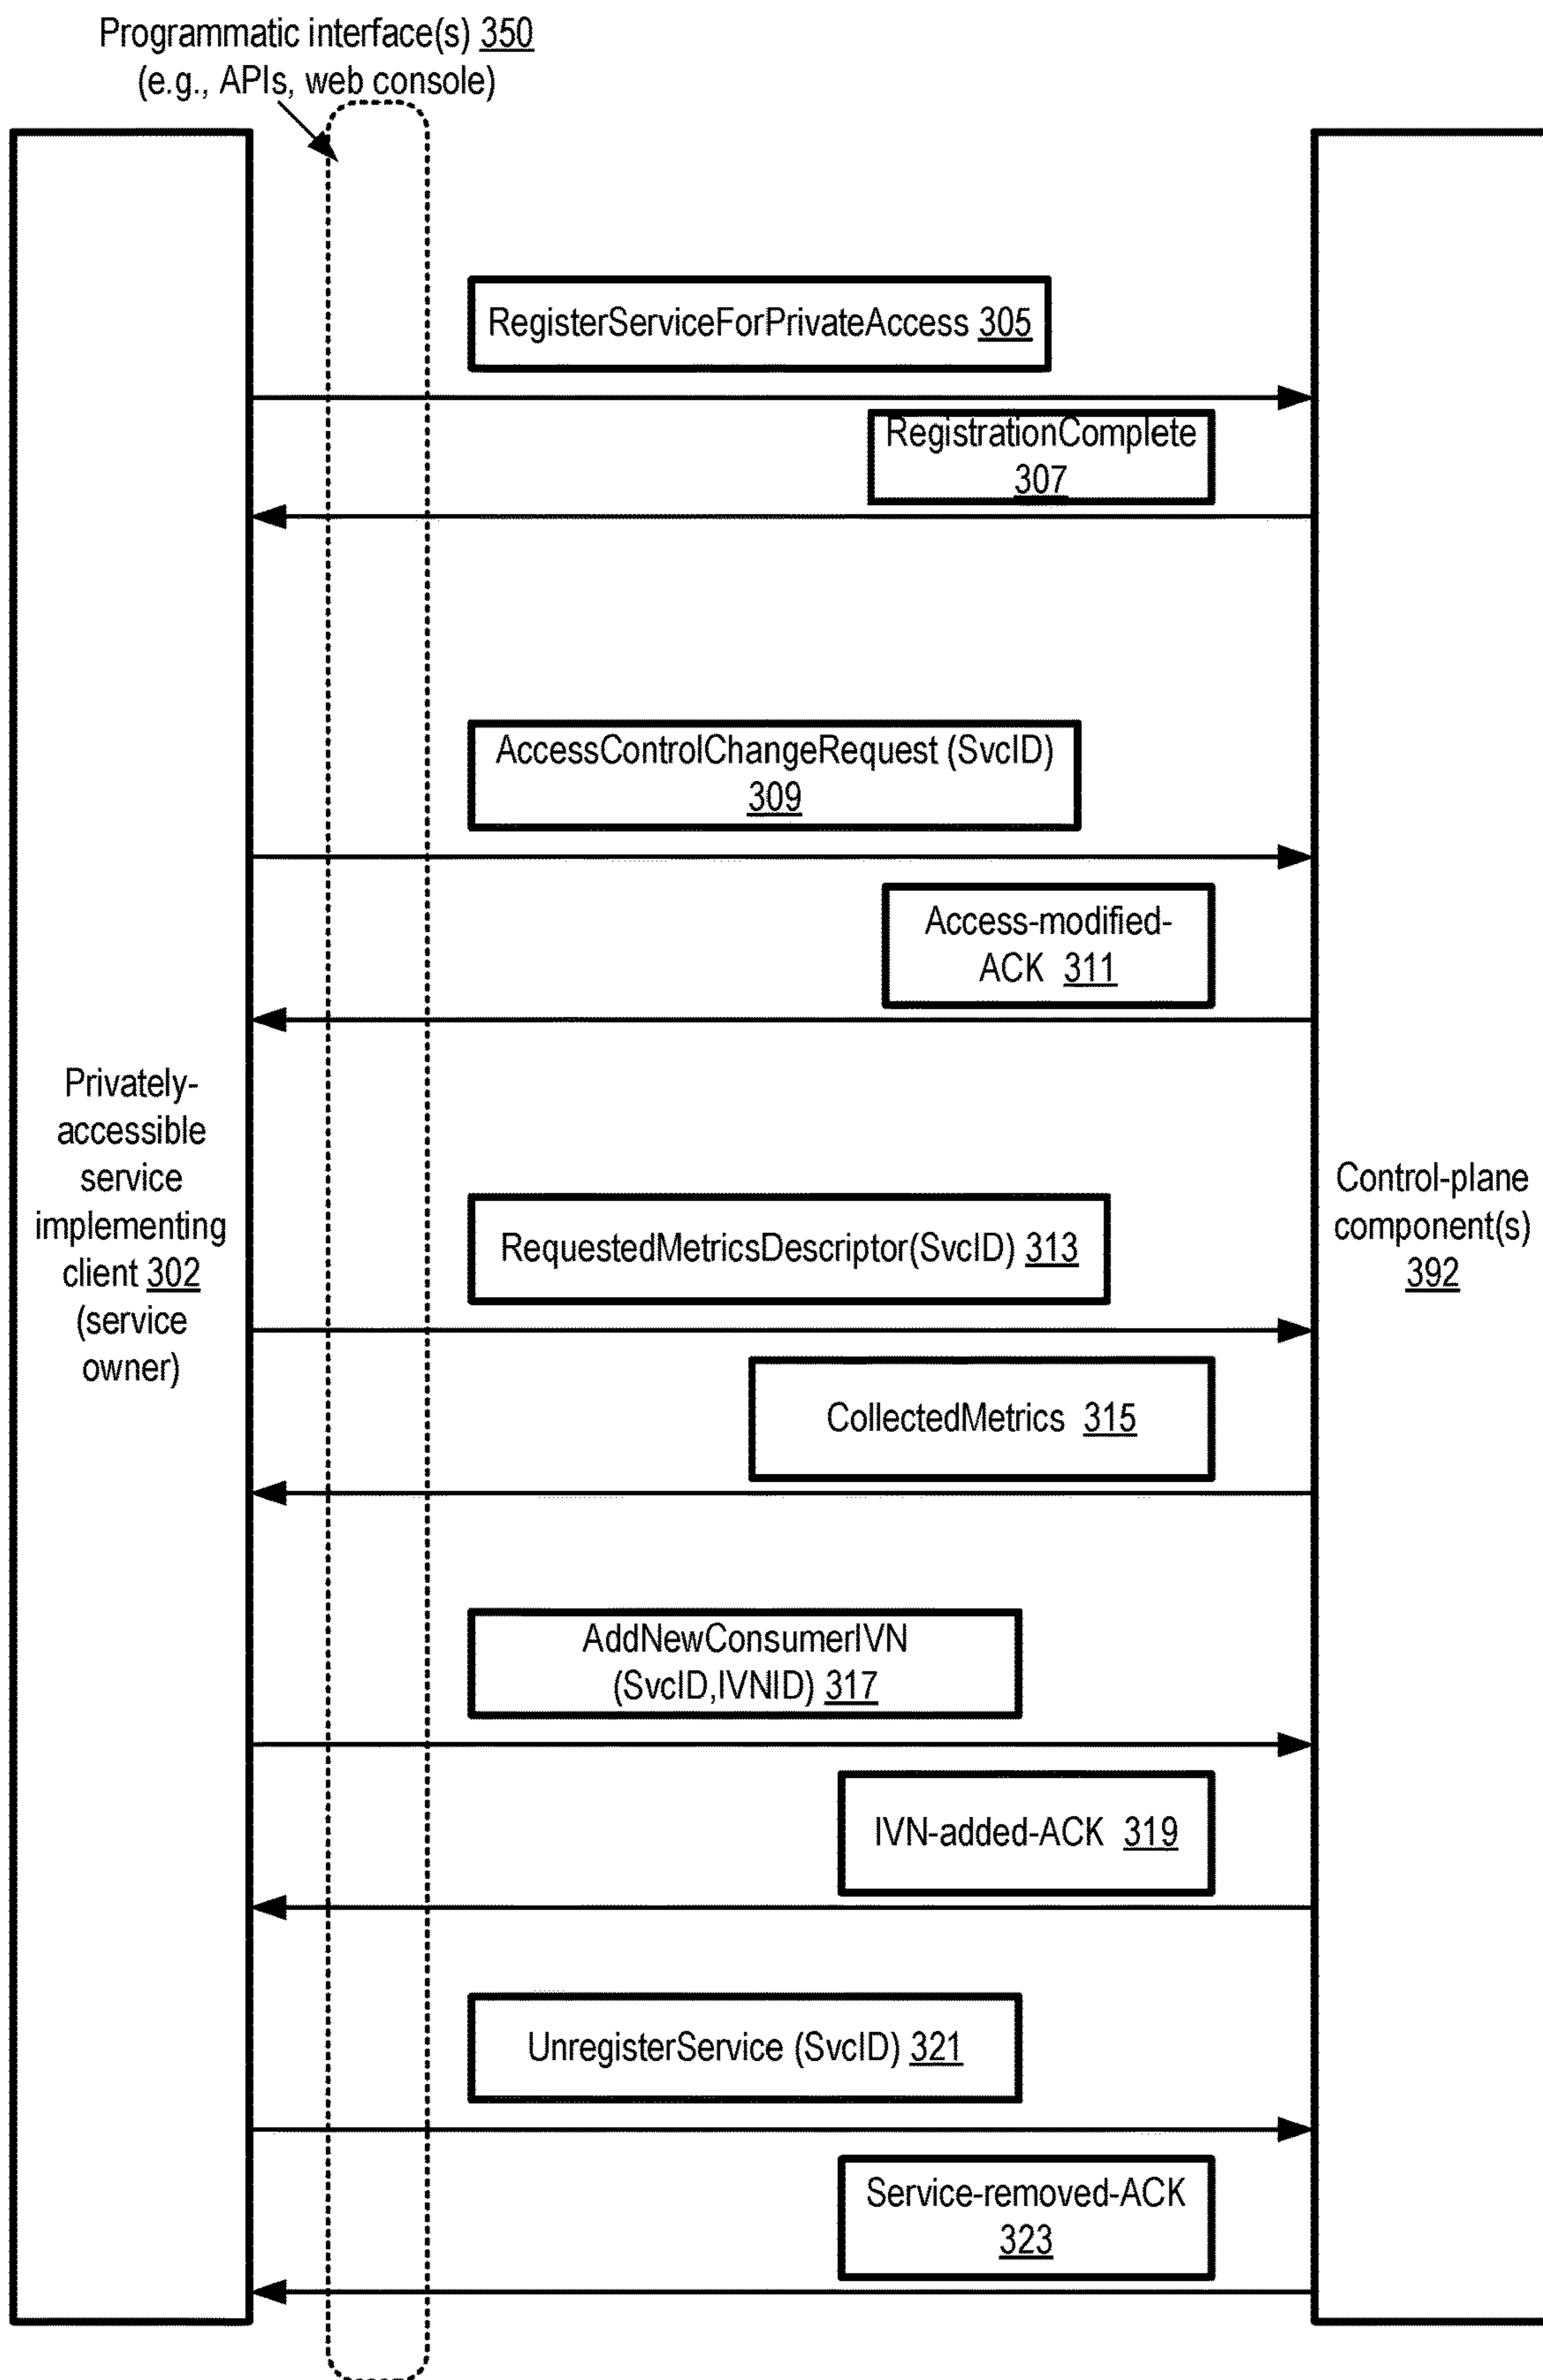 Programmatic interface(s) 350
(e.g., APIs, web console)
RegisterServiceForPrivateAccess 305
RegistrationComplete
307
AccessControlChangeRequest (SvcID)
309
Access-modified-
ACK 311
Privately-
accessible
service
implementing
client 302
(service
owner)
Control-plane
component(s)
392
RequestedMetricsDescriptor(SvcID) 313
CollectedMetrics 315
AddNewConsumerIVN
(SvcID,IVNID) 317
IVN-added-ACK 319
UnregisterService (SvcID) 321
Service-removed-ACK
323